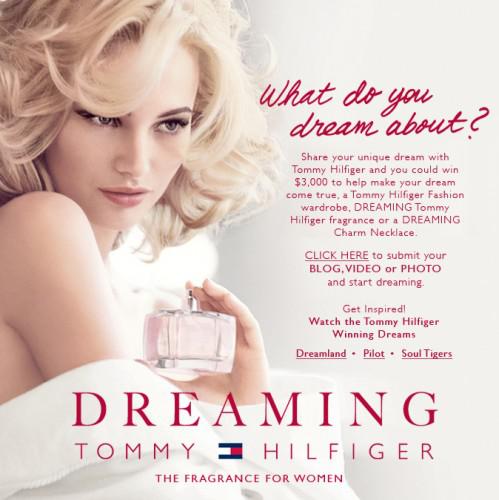 What do you
dream about?
Share your unique dream with
Tommy Hilfiger and you could win
$3,000 to help make your dream
come true, a Tommy Hilfiger Fashion
wardrobe, DREAMING Tommy
Hilfiger fragrance or a DREAMING
Charm Necklace.
CLICK HERE to submit your
BLOG, VIDEO or PHOTO
and start dreaming.
Get Inspired!
Watch the Tommy Hilfiger
Winning Dreams
Dreamland • Pilot • Soul Tigers
DREAMING
TOMMY HILFIGER
THE FRAGRANCE FOR WOMEN